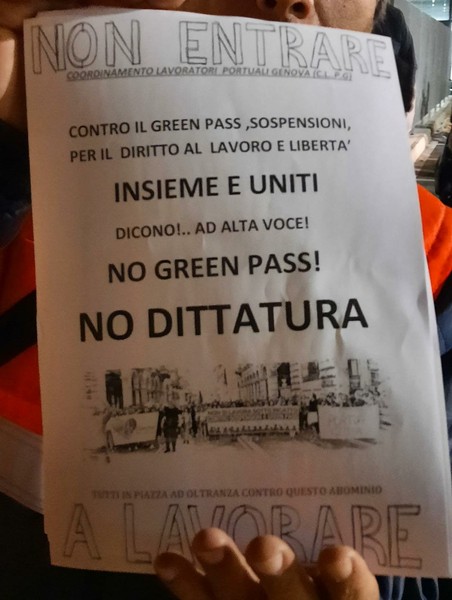 NON ENTRARE
COORDINAMENTO LAVORATORI PORTUALI GENOVA (C.L. P.G)
CONTRO IL GREEN PASS ,SOSPENSIONI,
PER IL DIRITTO AL LAVORO E LIBERTA'
INSIEME E UNITI
DICONO!.. AD ALTA VOCE!
NO GREEN PASS!
NO DITTATURA
TUTTI IN PIAZZA AD OLTRANZA CONTRO QUESTO ABOMINIO
A LAVORARE